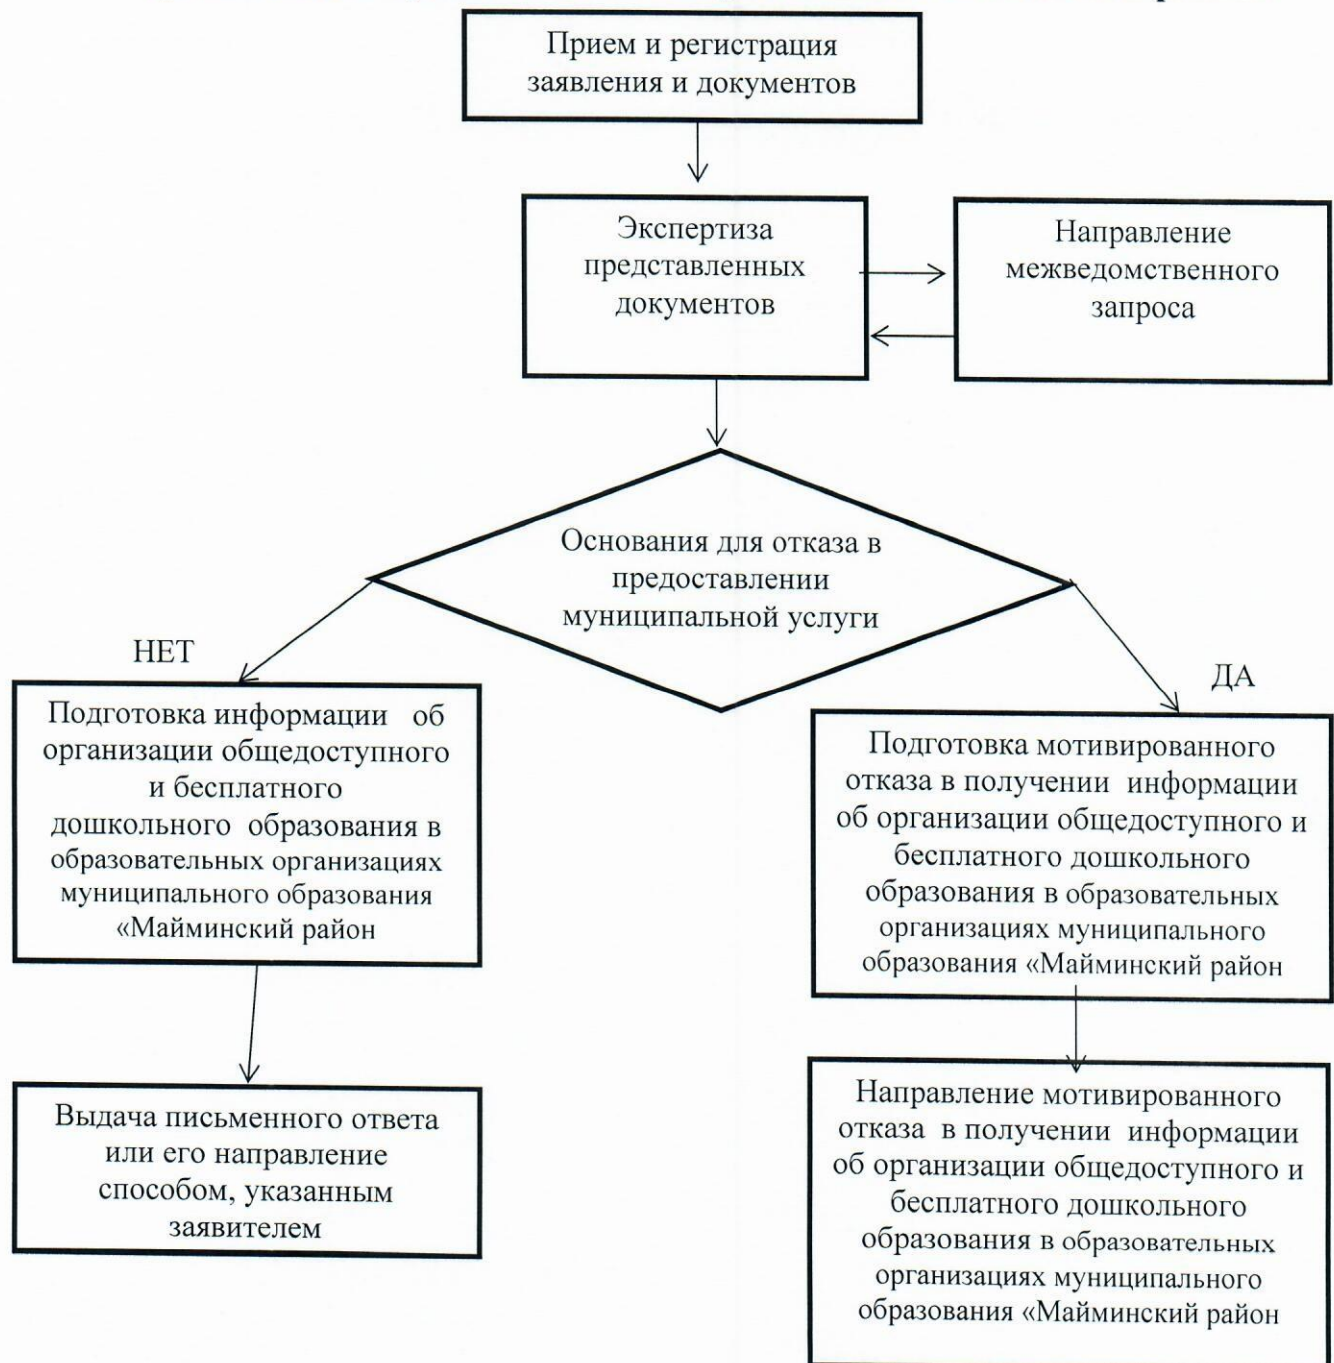 Прием и регистрация
заявления и документов
Экспертиза
представленных
документов
Направление
межведомственного
запроса
Основания для отказа в
предоставлении
муниципальной услуги
НЕТ
ДА
Подготовка информации об
организации общедоступного
и бесплатного
дошкольного образования в
образовательных организациях
муниципального образования
«Майминский район
Подготовка мотивированного
отказа в получении информации
об организации общедоступного и
бесплатного дошкольного
образования в образовательных
организациях муниципального
образования «Майминский район
Выдача письменного ответа
или его направление
способом, указанным
заявителем
Направление мотивированного
отказа в получении информации
об организации общедоступного и
бесплатного дошкольного
образования в образовательных
организациях муниципального
образования «Майминский район